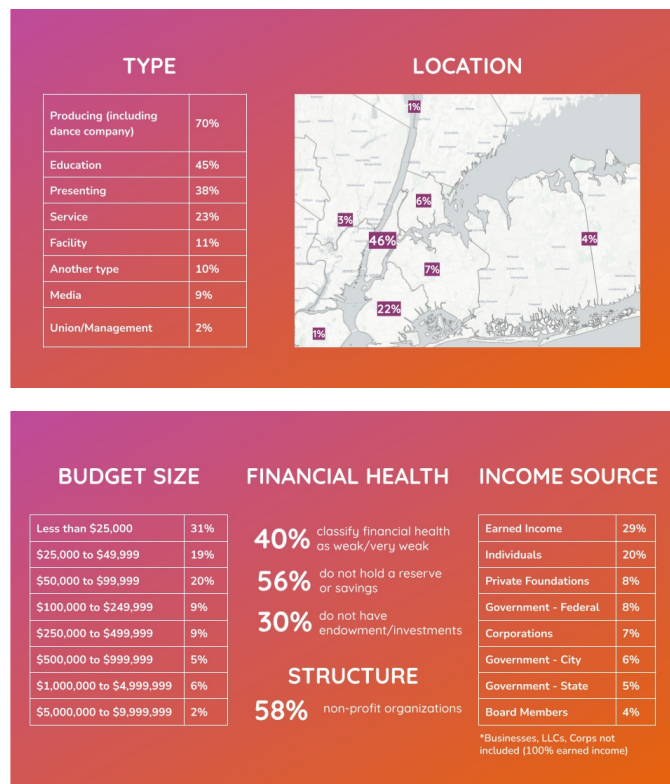 TYPE
Producing (including
dance company) 70%
Education 45%
Presenting 38%
Service 23%
Facility 11%
Another type 10%
Media 9%
Union/Management 2%
LOCATION
1%
6%
3%
46%
4%
7%
22%
1%
BUDGET SIZE
Less than $25,000 31%
$25,000 to $49,999 19%
$50,000 to $99,999 20%
$100,000 to $249,999 9%
$250,000 to $499,999 9%
$500,000 to $999,999 5%
$1,000,000 to $4,999,999 6%
$5,000,000 to $9,999,999 2%
FINANCIAL HEALTH
40% classify financial health
as weak/very weak
56% do not hold a reserve
or savings
30% do not have
endowment/investments
STRUCTURE
58% non-profit organizations
INCOME SOURCE
Earned Income 29%
Individuals 20%
Private Foundations 8%
Government - Federal 8%
Corporations 7%
Government - City 6%
Government - State 5%
Board Members 4%
*Businesses, LLCs, Corps not
included (100% earned income)